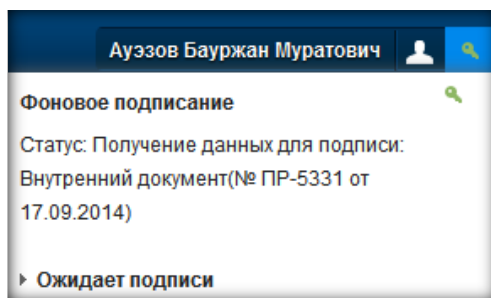 Ауэзов Бауржан Муратович
Фоновое подписание
Статус: Получение данных для подписи:
Внутренний документ(№ ПР-5331 от
17.09.2014)
Ожидает подписи